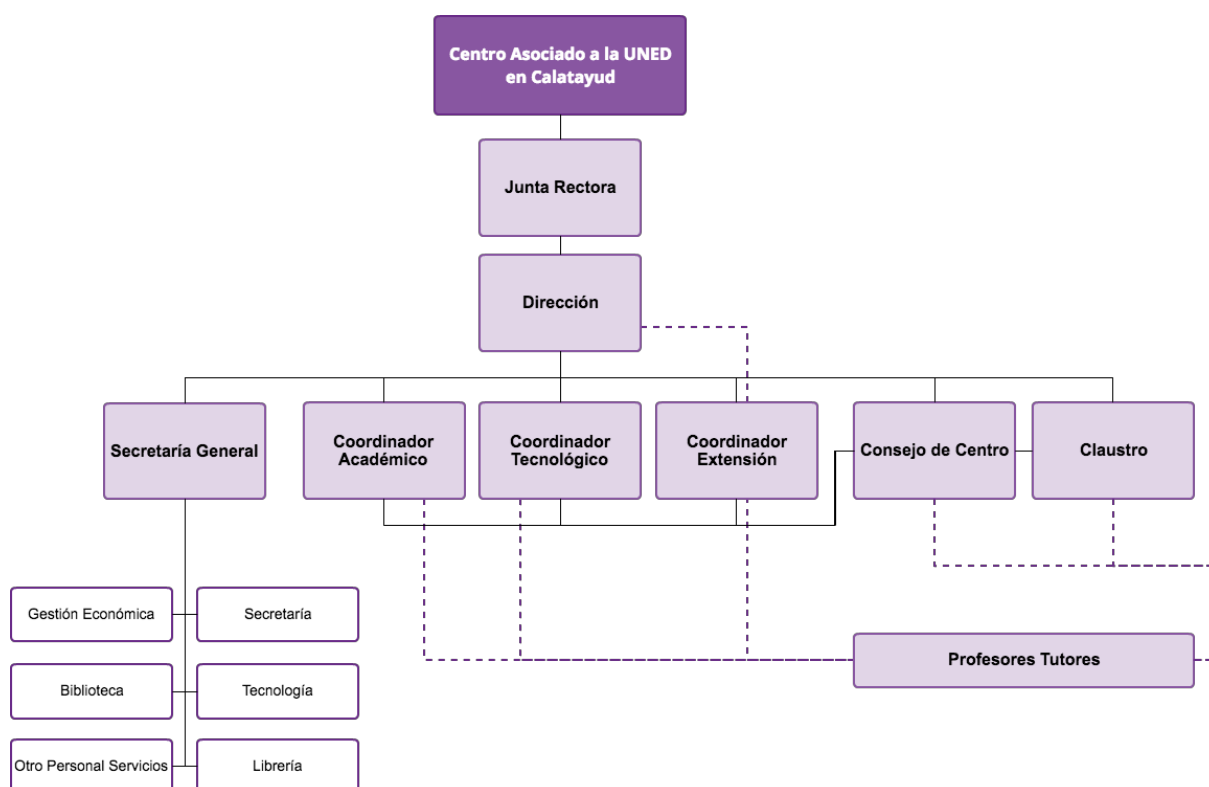 Centro Asociado a la UNED
en Calatayud
Junta Rectora
Dirección
Secretaría General
Coordinador
Académico
Coordinador
Tecnológico
Coordinador
Extensión
Consejo de Centro
Claustro
Gestión Económica
Secretaría
Profesores Tutores
Biblioteca
Tecnología
Otro Personal Servicios
Librería